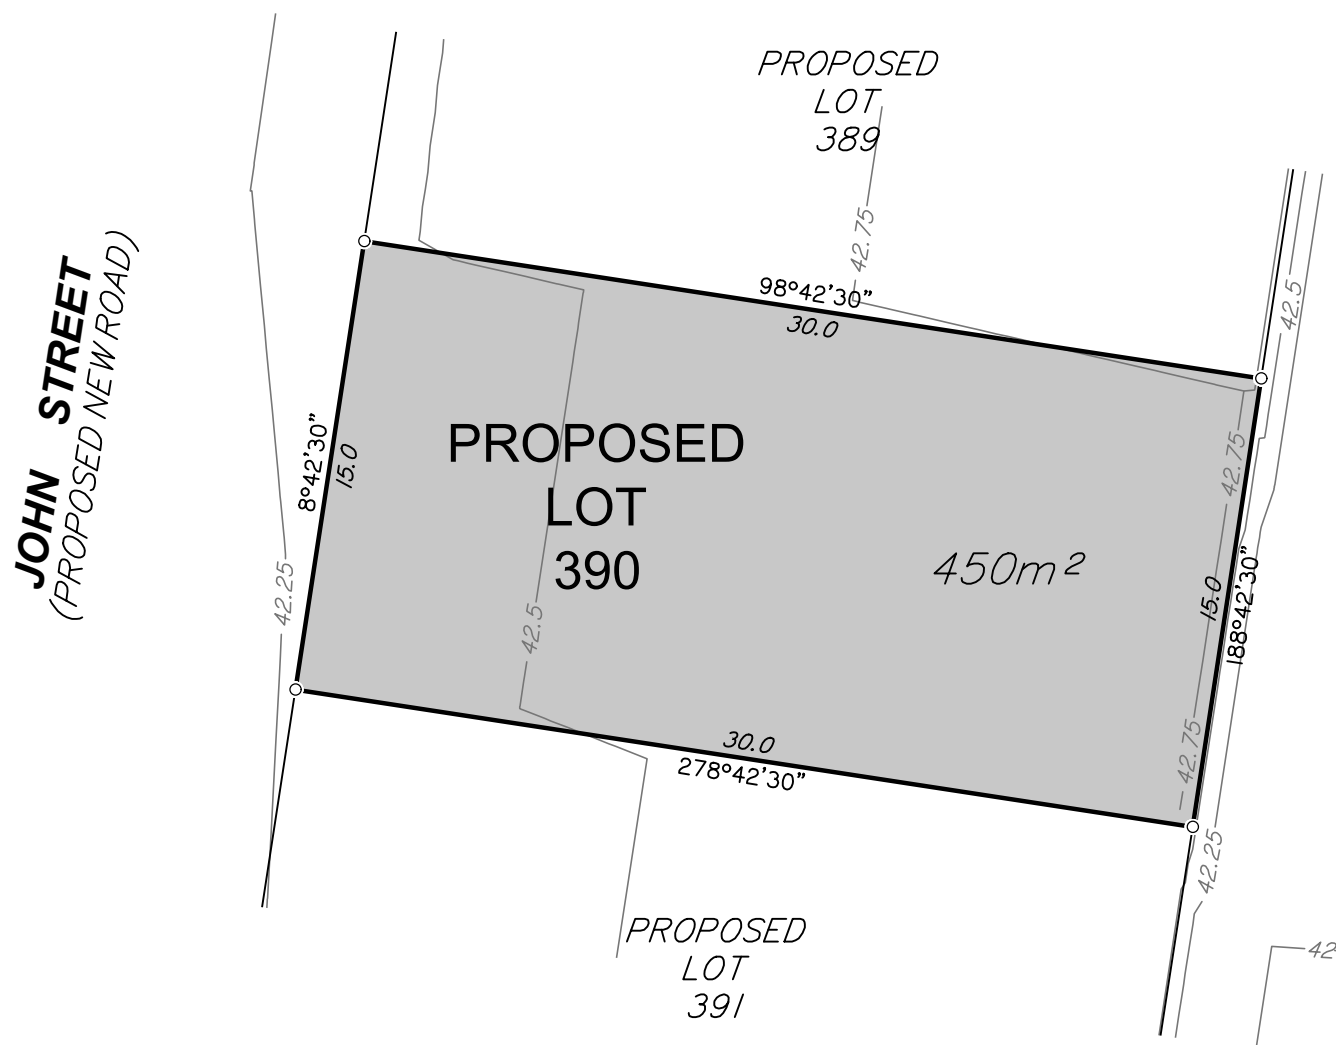 PROPOSED
LOT
389
42.75
98°42'30"
30.0
42.5
JOHN STREET
(PROPOSED NEW ROAD)
8°42'30"
15.0
PROPOSED
LOT
390
42.75
450m²
42.25
42.5
15.0
188°42'30"
42.75
30.0
278°42'30"
42.25
PROPOSED
LOT
391
42